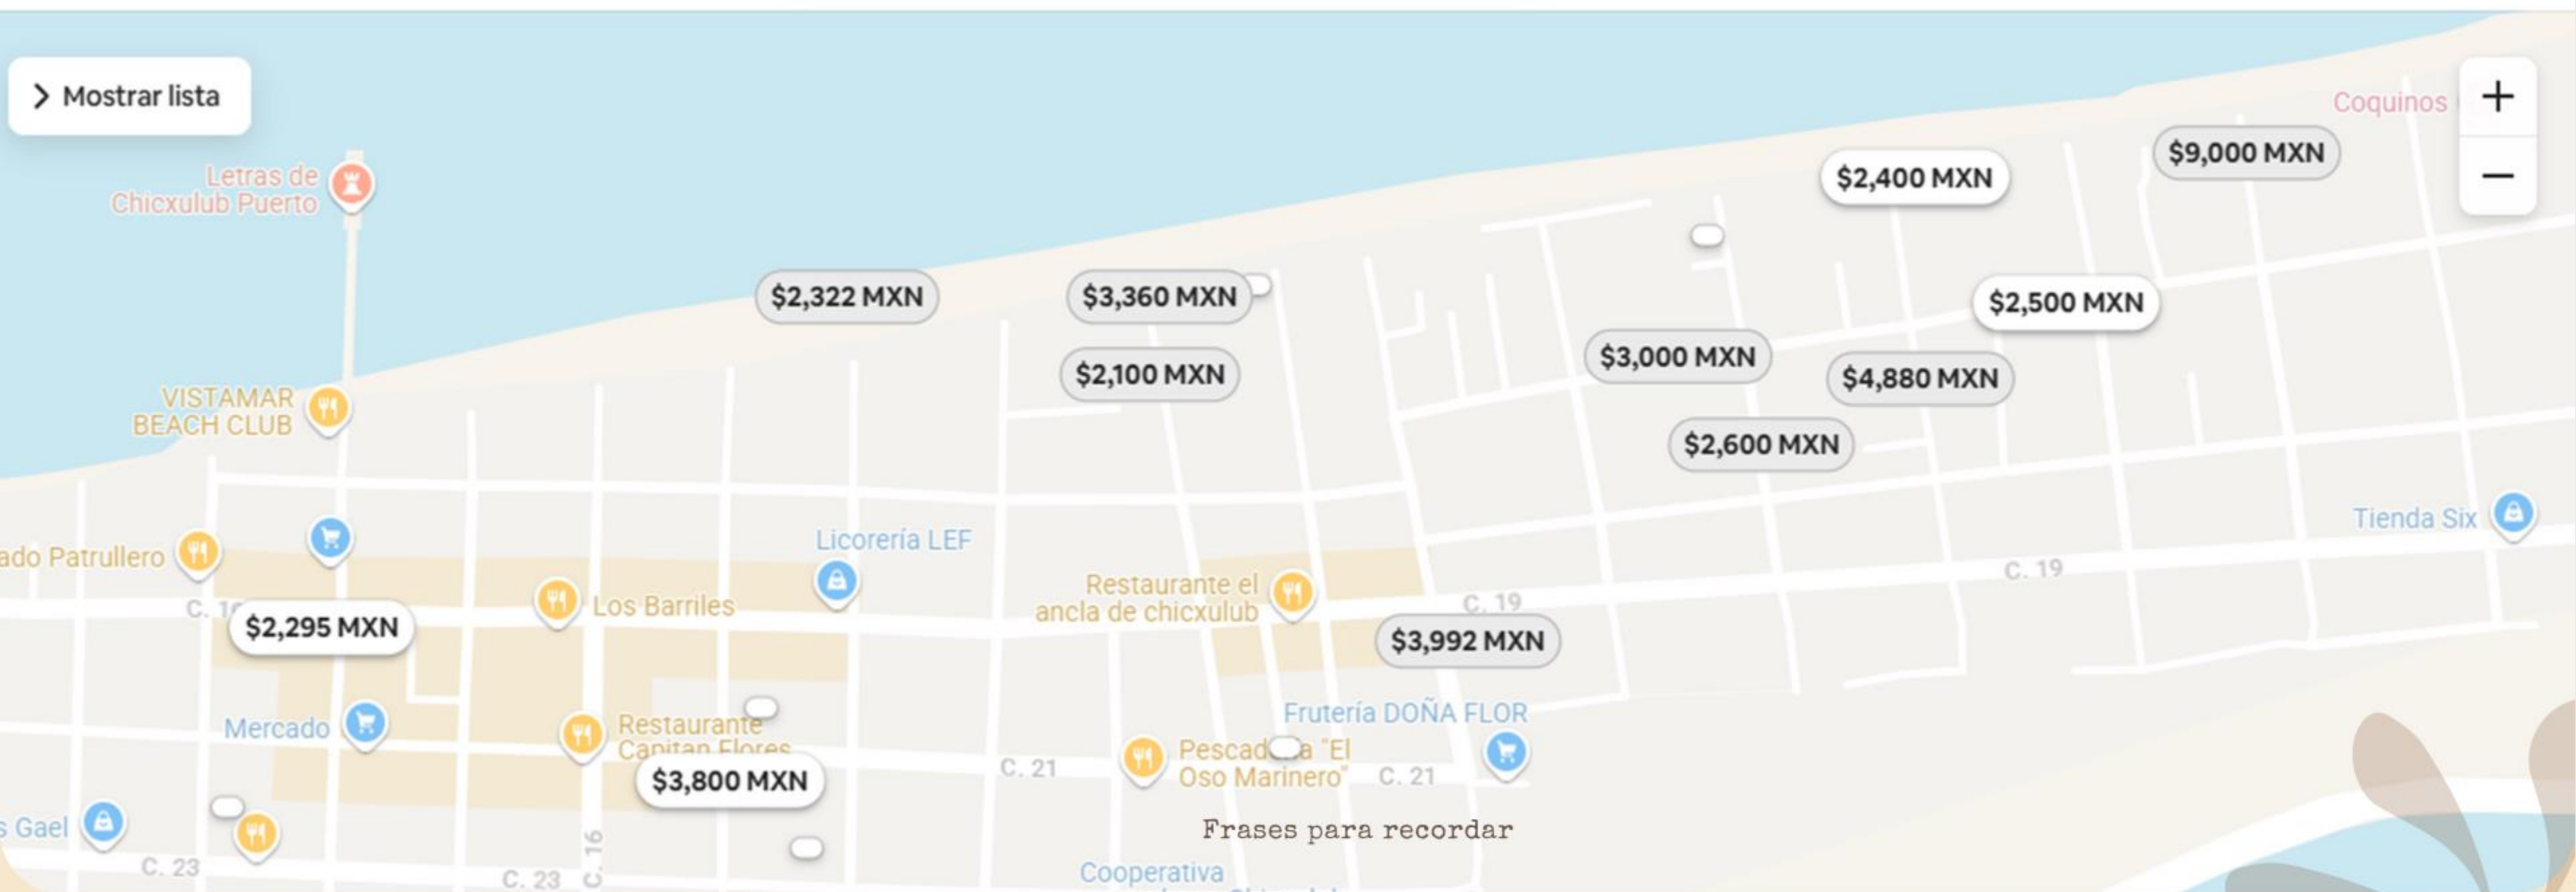 Mostrar lista
+
Coquinos
−
Letras de
Chicxulub Puerto
$2,400 MXN
$9,000 MXN
$2,322 MXN
$3,360 MXN
$2,500 MXN
$3,000 MXN
$2,100 MXN
$4,880 MXN
VISTAMAR
BEACH CLUB
$2,600 MXN
Tienda Six
Licorería LEF
ado Patrullero
C. 19
Restaurante el
ancla de chicxulub
C. 19
Los Barriles
$2,295 MXN
$3,992 MXN
Frutería DOÑA FLOR
Mercado
Restaurante
Capitan Flores
"El
Oso Marinero"
C. 21
C. 21
$3,800 MXN
s Gael
Frases para recordar
C. 16
C. 23
C. 23
Cooperativa